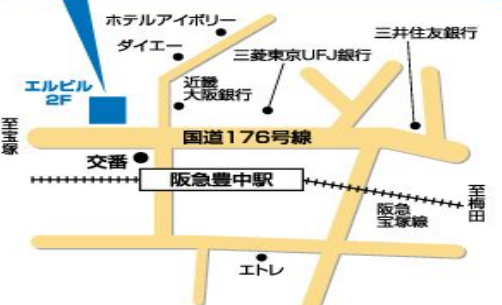 ホテルアイボリー
ダイエー
三井住友銀行
三菱東京UFJ銀行
近畿
大阪銀行
エルビル
2F
至宝塚
国道176号線
交番
阪急豊中駅
至梅田
阪急
宝塚線
エトレ